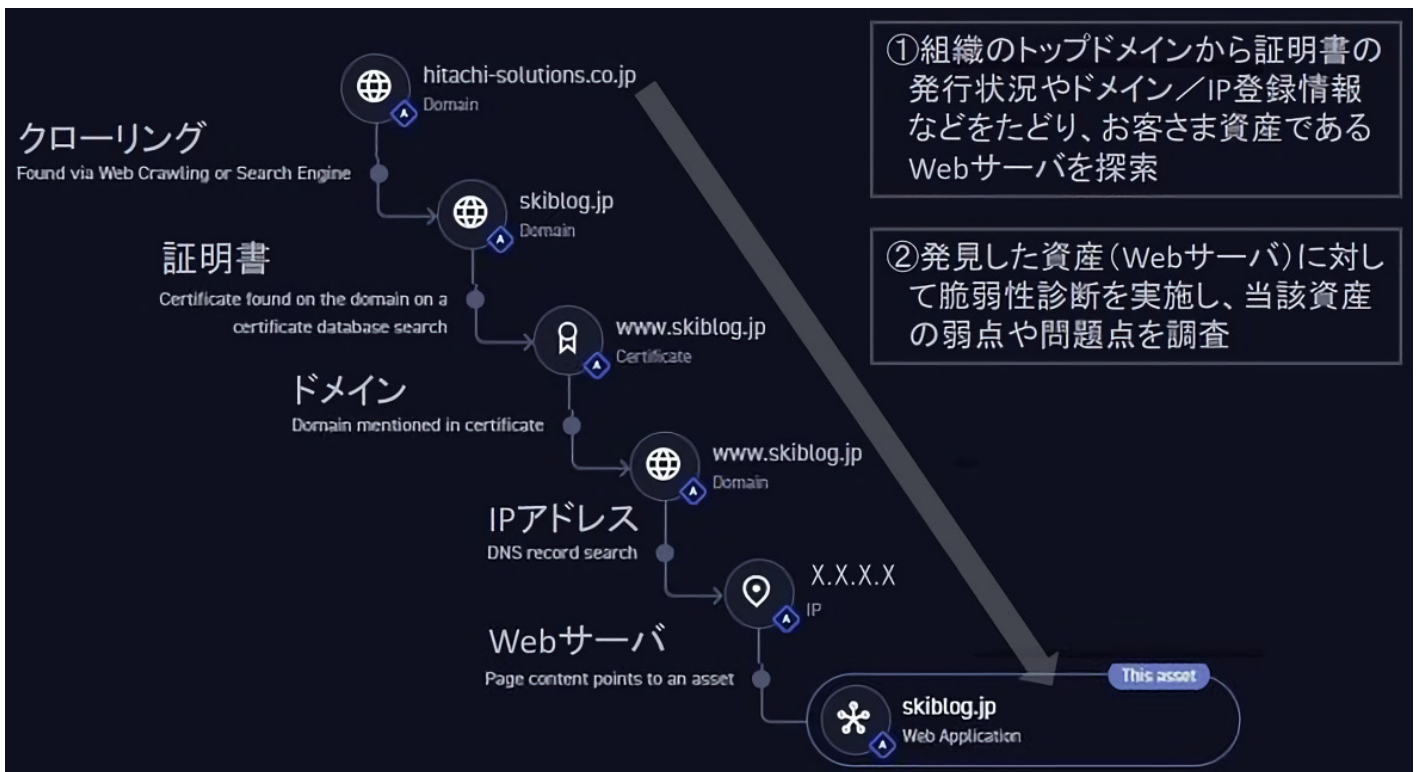 hitachi-solutions.co.jp
Domain
クローリング
Found via Web Crawling or Search Engine
skiblog.jp
Domain
証明書
Certificate found on the domain on a
certificate database search
www.skiblog.jp
Certificate
ドメイン
Domain mentioned in certificate
www.skiblog.jp
Domain
IPアドレス
DNS record search
X.X.X.X
IP
Webサーバ
Page content points to an asset
This asset
skiblog.jp
Web Application
①組織のトップドメインから証明書の
発行状況やドメイン/IP登録情報
などをたどり、お客さま資産である
Webサーバを探索
②発見した資産(Webサーバ)に対し
て脆弱性診断を実施し、当該資産
の弱点や問題点を調査
A
A
A
A
A
A